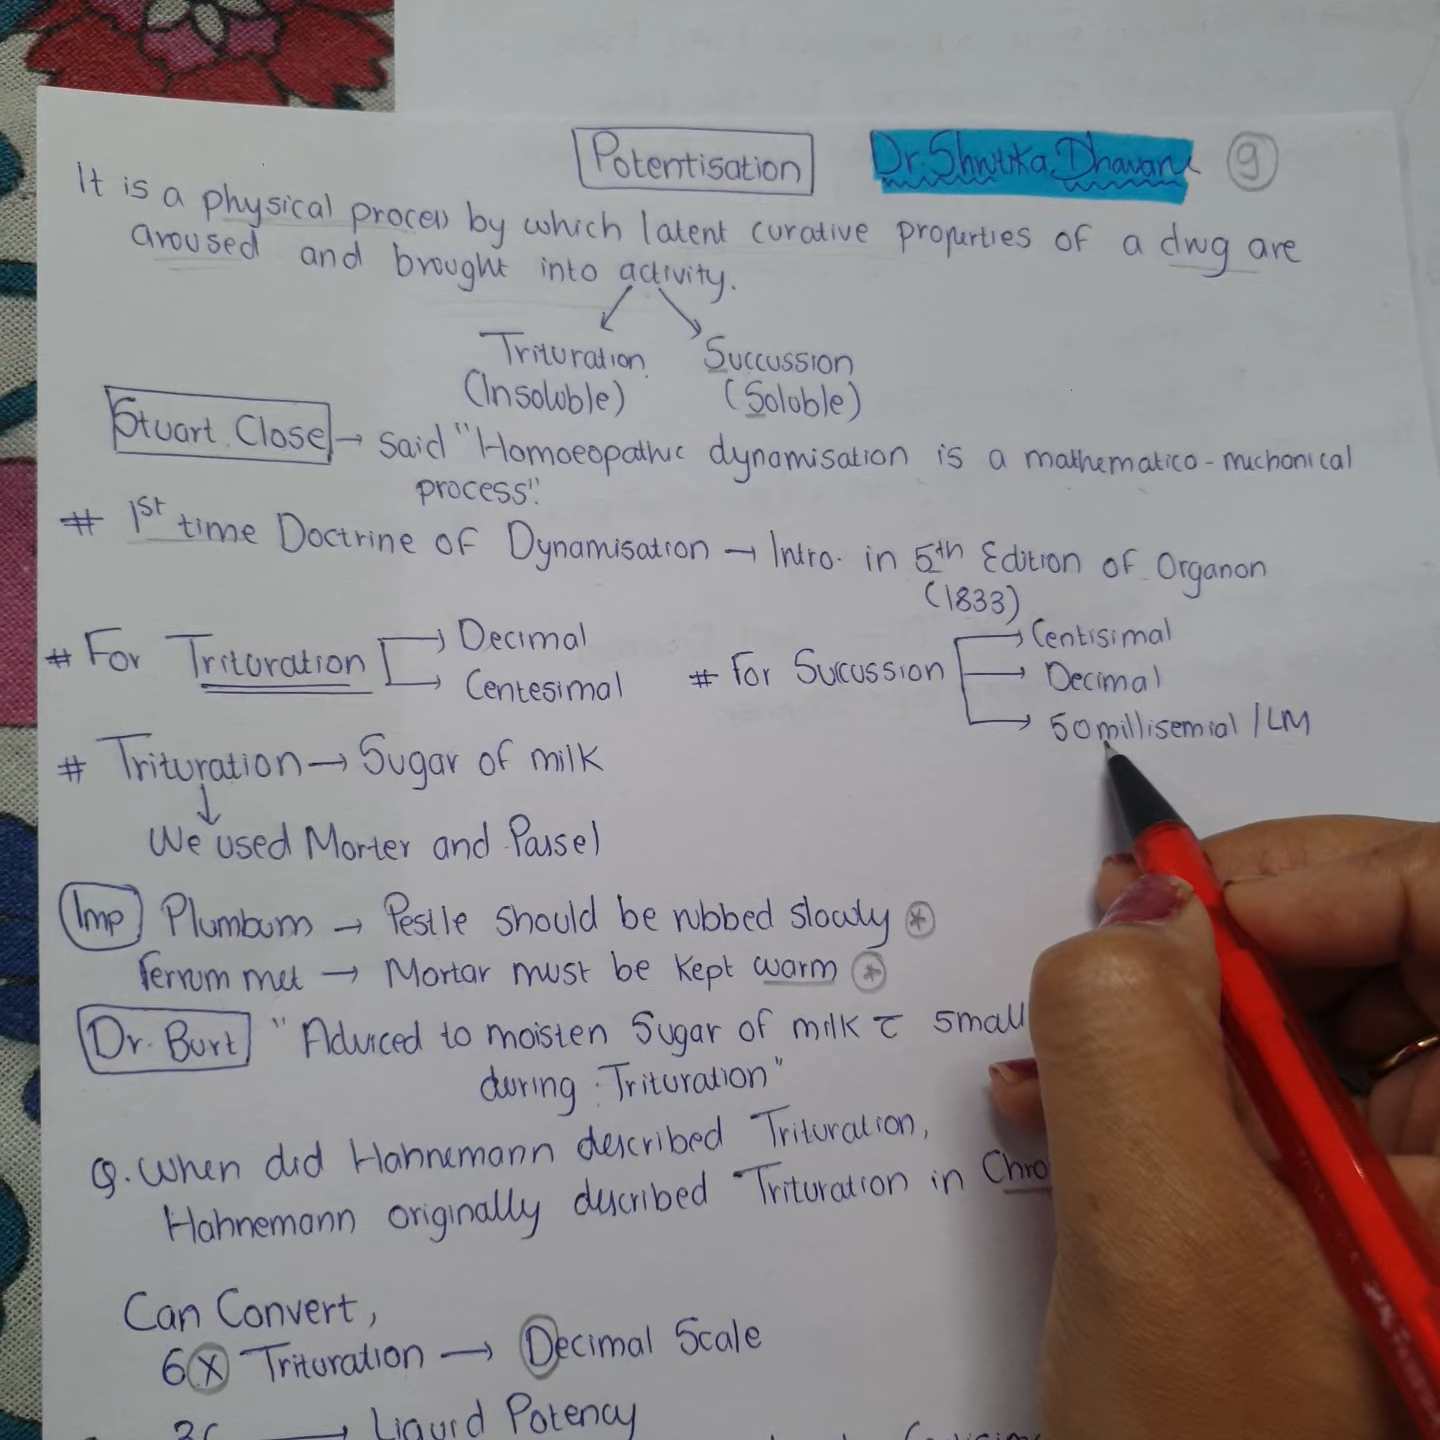 Potentisation Dr. Shrutika Dhavane 9
It is a physical process by which latent curative properties of a drug are
aroused and brought into activity.
Trituration Succussion
(Insoluble) (Soluble)
Stuart Close → said "Homoeopathic dynamisation is a mathematico-muchanical
process".
# 1st time Doctrine of Dynamisation → Intro. in 5th Edition of Organon
(1833)
# For Trituration → Decimal
→ Centesimal
# For Succussion → Centisimal
→ Decimal
→ 50 millisemial / LM
# Trituration → Sugar of milk
↓
We used Morter and Passel
Imp Plumbum → Pestle should be rubbed slowly *
Ferrum met → Mortar must be kept warm *
Dr. Burt "Adviced to moisten Sugar of milk c̄ small
during Trituration"
Q. When did Hahnemann described Trituration,
Hahnemann originally described Trituration in Chro
Can Convert,
6X Trituration → Decimal Scale
→ Liquid Potency